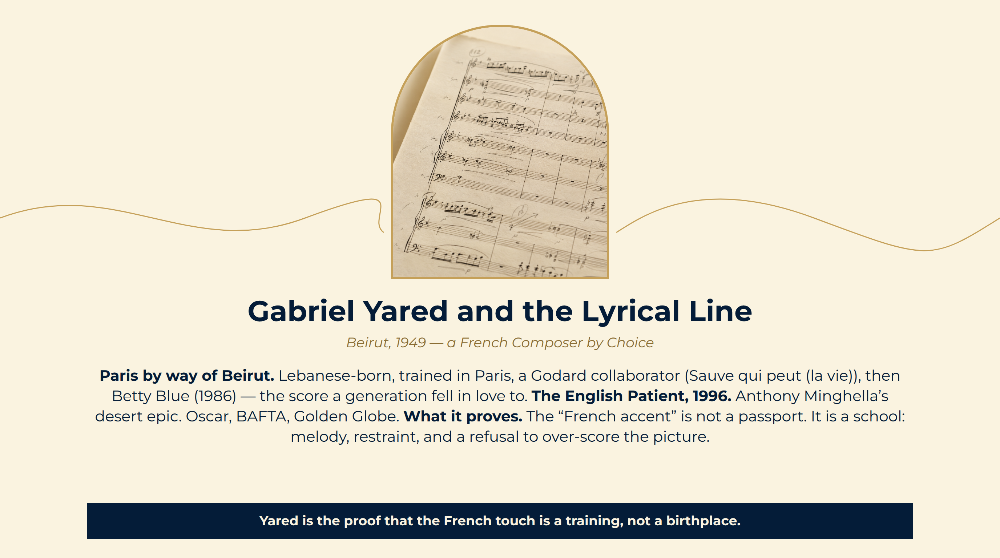 112
Gabriel Yared and the Lyrical Line
Beirut, 1949 — a French Composer by Choice
Paris by way of Beirut. Lebanese-born, trained in Paris, a Godard collaborator (Sauve qui peut (la vie)), then
Betty Blue (1986) — the score a generation fell in love to. The English Patient, 1996. Anthony Minghella’s
desert epic. Oscar, BAFTA, Golden Globe. What it proves. The “French accent” is not a passport. It is a school:
melody, restraint, and a refusal to over-score the picture.
Yared is the proof that the French touch is a training, not a birthplace.